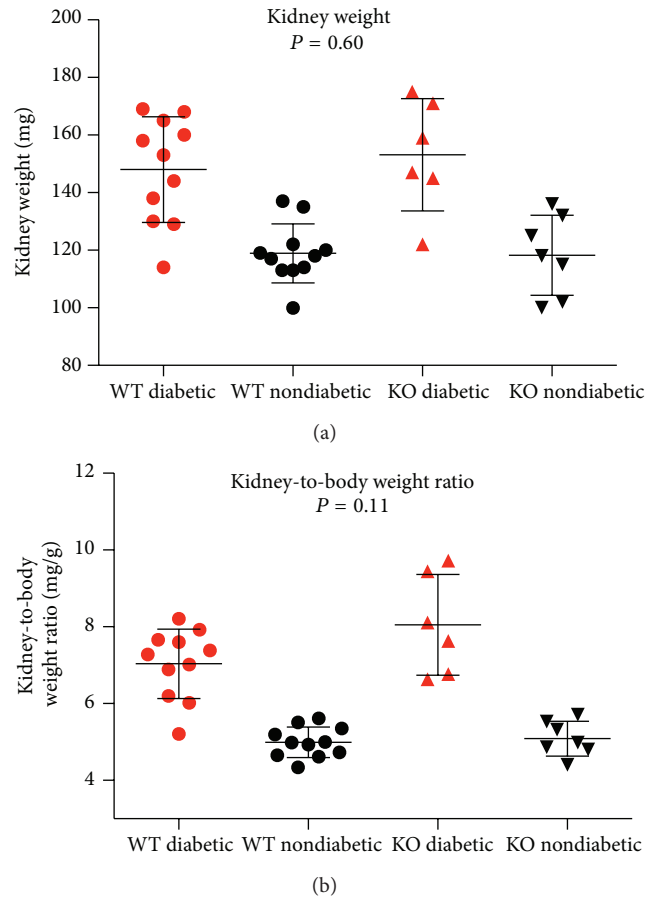 Kidney weight
P = 0.60
Kidney weight (mg)
200
180
160
140
120
100
80
WT diabetic
WT nondiabetic
KO diabetic
KO nondiabetic
(a)
Kidney-to-body weight ratio
P = 0.11
Kidney-to-body
weight ratio (mg/g)
12
10
8
6
4
WT diabetic
WT nondiabetic
KO diabetic
KO nondiabetic
(b)